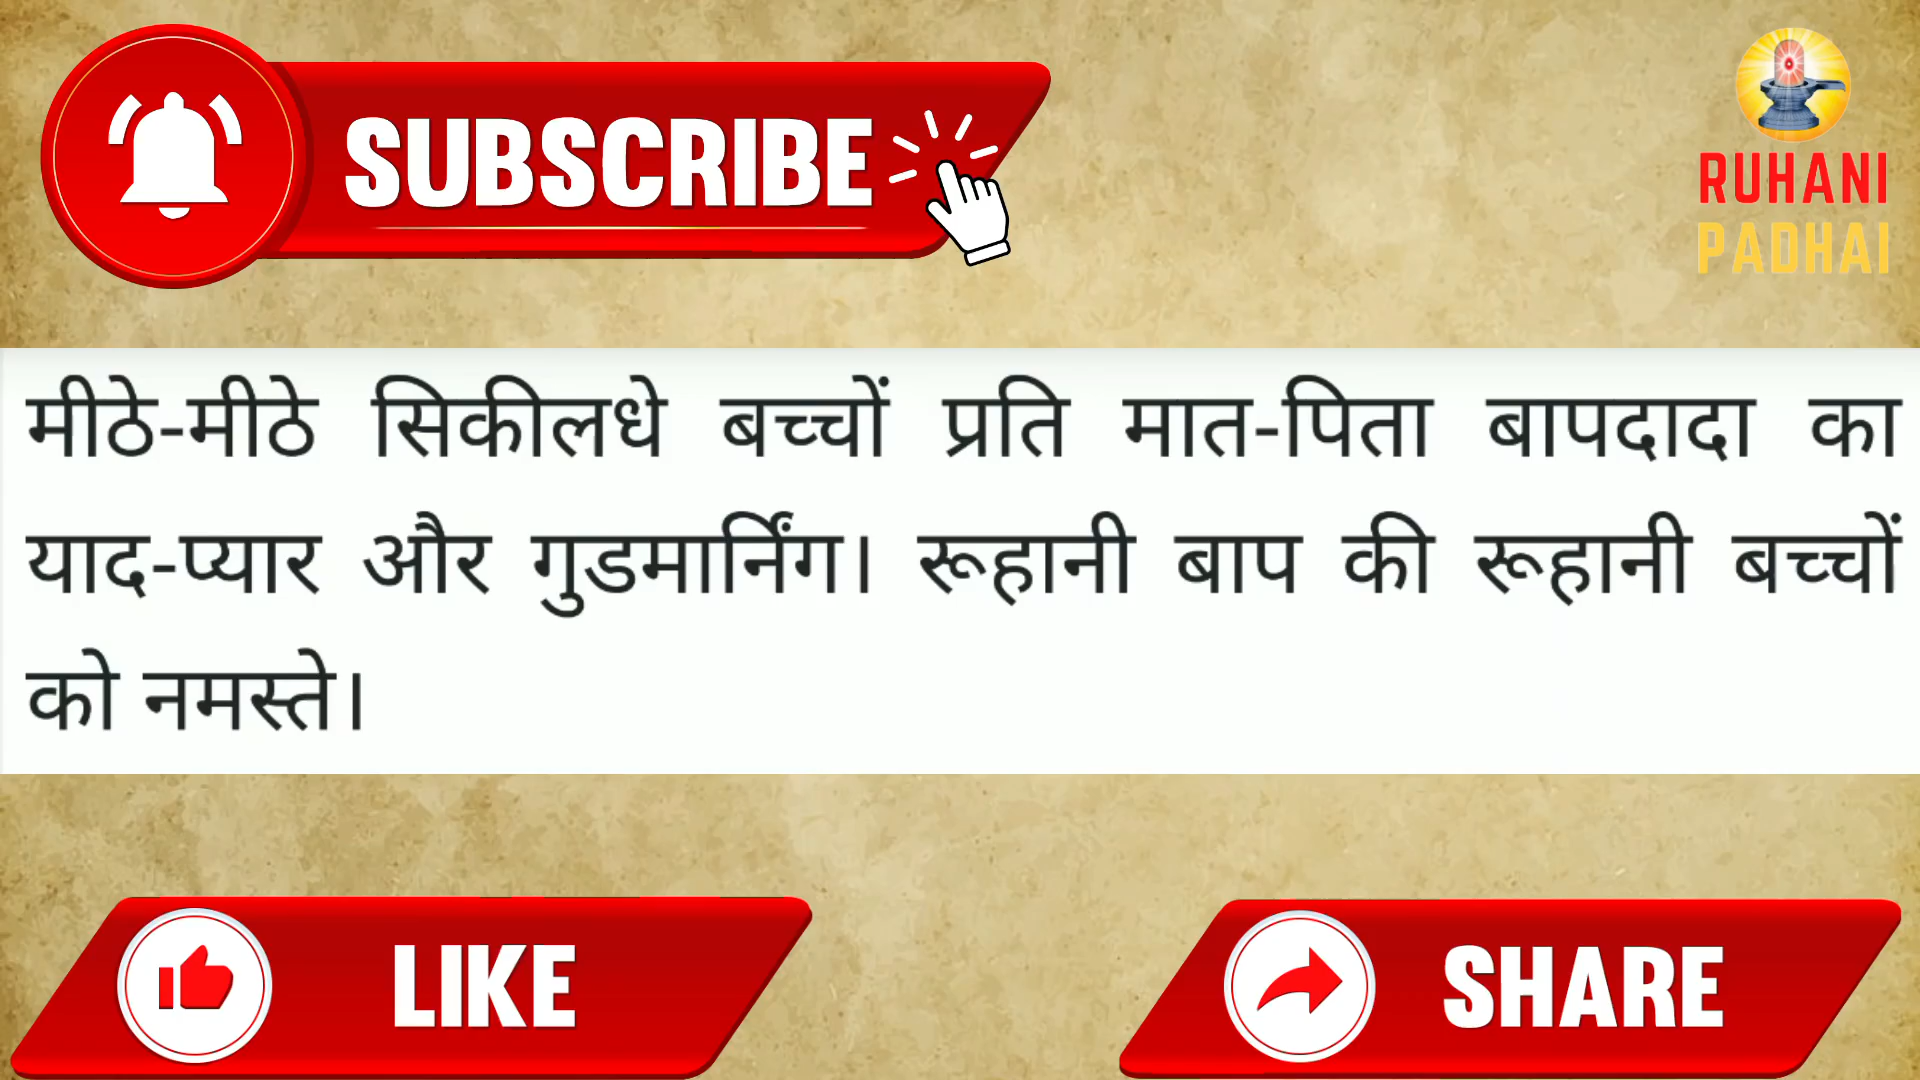 SUBSCRIBE
RUHANI
PADHAI
मीठे-मीठे सिकीलधे बच्चों प्रति मात-पिता बापदादा का
याद-प्यार और गुडमार्निंग। रूहानी बाप की रूहानी बच्चों
को नमस्ते।
LIKE
SHARE